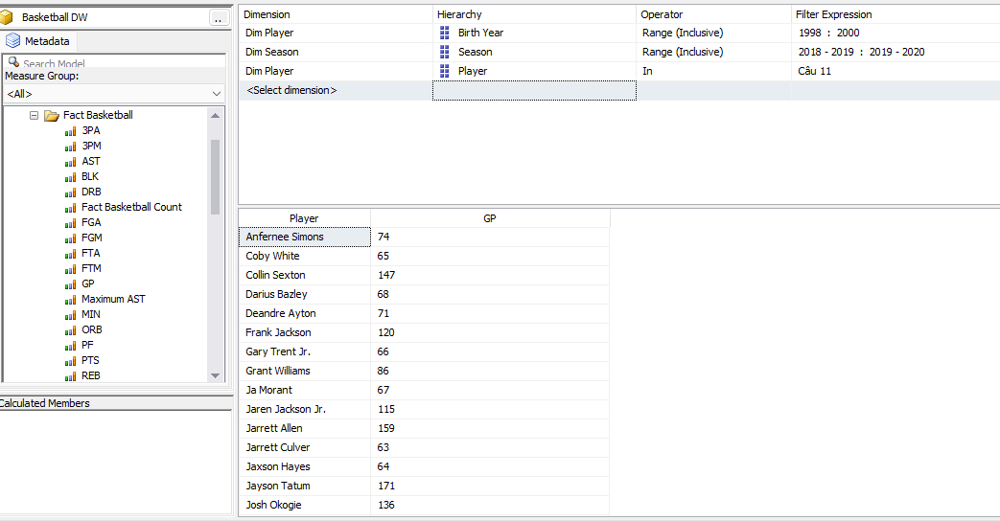 Basketball DW
..
Metadata
Search Model
Measure Group:
<All>
Fact Basketball
3PA
3PM
AST
BLK
DRB
Fact Basketball Count
FGA
FGM
FTA
FTM
GP
Maximum AST
MIN
ORB
PF
PTS
REB
Calculated Members
Dimension Hierarchy Operator Filter Expression
Dim Player Birth Year Range (Inclusive) 1998 : 2000
Dim Season Season Range (Inclusive) 2018 - 2019 : 2019 - 2020
Dim Player Player In Câu 11
<Select dimension>
Player GP
Anfernee Simons 74
Coby White 65
Collin Sexton 147
Darius Bazley 68
Deandre Ayton 71
Frank Jackson 120
Gary Trent Jr. 66
Grant Williams 86
Ja Morant 67
Jaren Jackson Jr. 115
Jarrett Allen 159
Jarrett Culver 63
Jaxson Hayes 64
Jayson Tatum 171
Josh Okogie 136